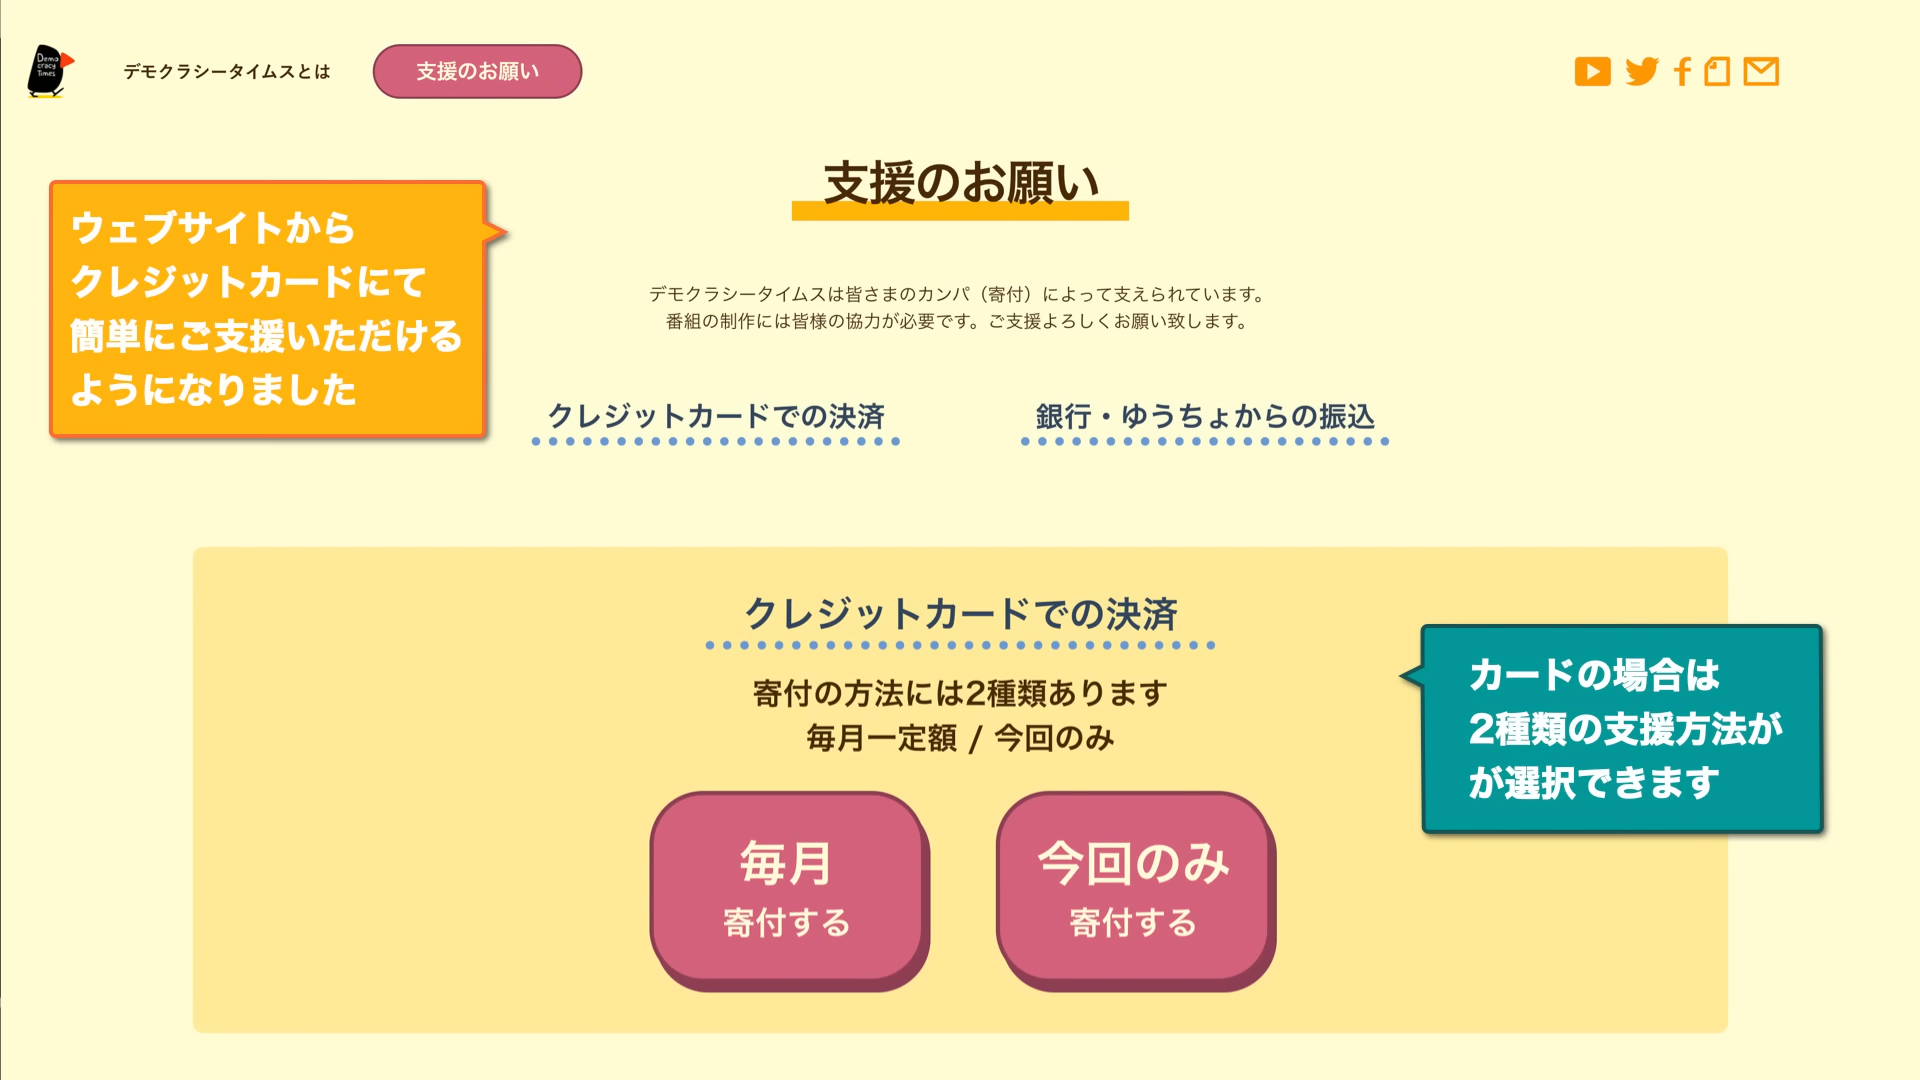 Demo
cracy
Times
デモクラシータイムスとは
支援のお願い
支援のお願い
ウェブサイトから
クレジットカードにて
簡単にご支援いただける
ようになりました
デモクラシータイムスは皆さまのカンパ（寄付）によって支えられています。
番組の制作には皆様の協力が必要です。ご支援よろしくお願い致します。
クレジットカードでの決済
銀行・ゆうちょからの振込
クレジットカードでの決済
寄付の方法には2種類あります
毎月一定額 / 今回のみ
カードの場合は
2種類の支援方法が
が選択できます
毎月
寄付する
今回のみ
寄付する